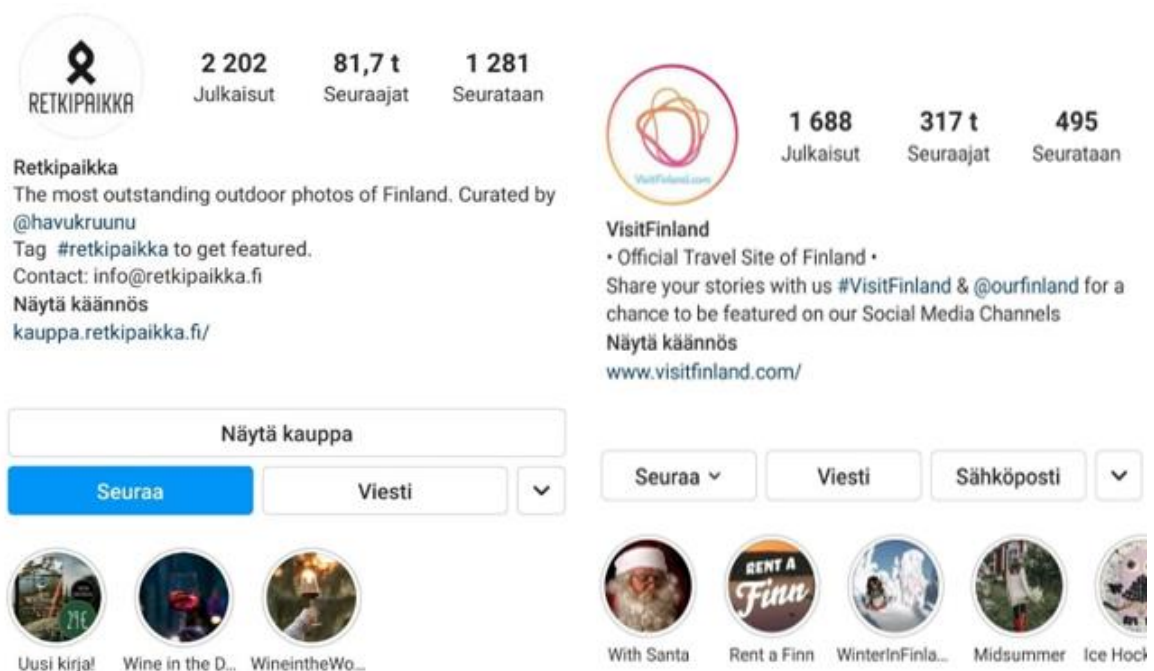 RETKIPAIKKA
2 202
Julkaisut
81,7 t
Seuraajat
1 281
Seurataan
Retkipaikka
The most outstanding outdoor photos of Finland. Curated by
@havukruunu
Tag #retkipaikka to get featured.
Contact: info@retkipaikka.fi
Näytä käännös
kauppa.retkipaikka.fi/
Näytä kauppa
Seuraa
Viesti
29€
Uusi kirja!
Wine in the D...
WineintheWo...
VisitFinland.com
1 688
Julkaisut
317 t
Seuraajat
495
Seurataan
VisitFinland
• Official Travel Site of Finland •
Share your stories with us #VisitFinland & @ourfinland for a
chance to be featured on our Social Media Channels
Näytä käännös
www.visitfinland.com/
Seuraa
Viesti
Sähköposti
RENT A
Finn
With Santa
Rent a Finn
WinterInFinla...
Midsummer
Ice Hock